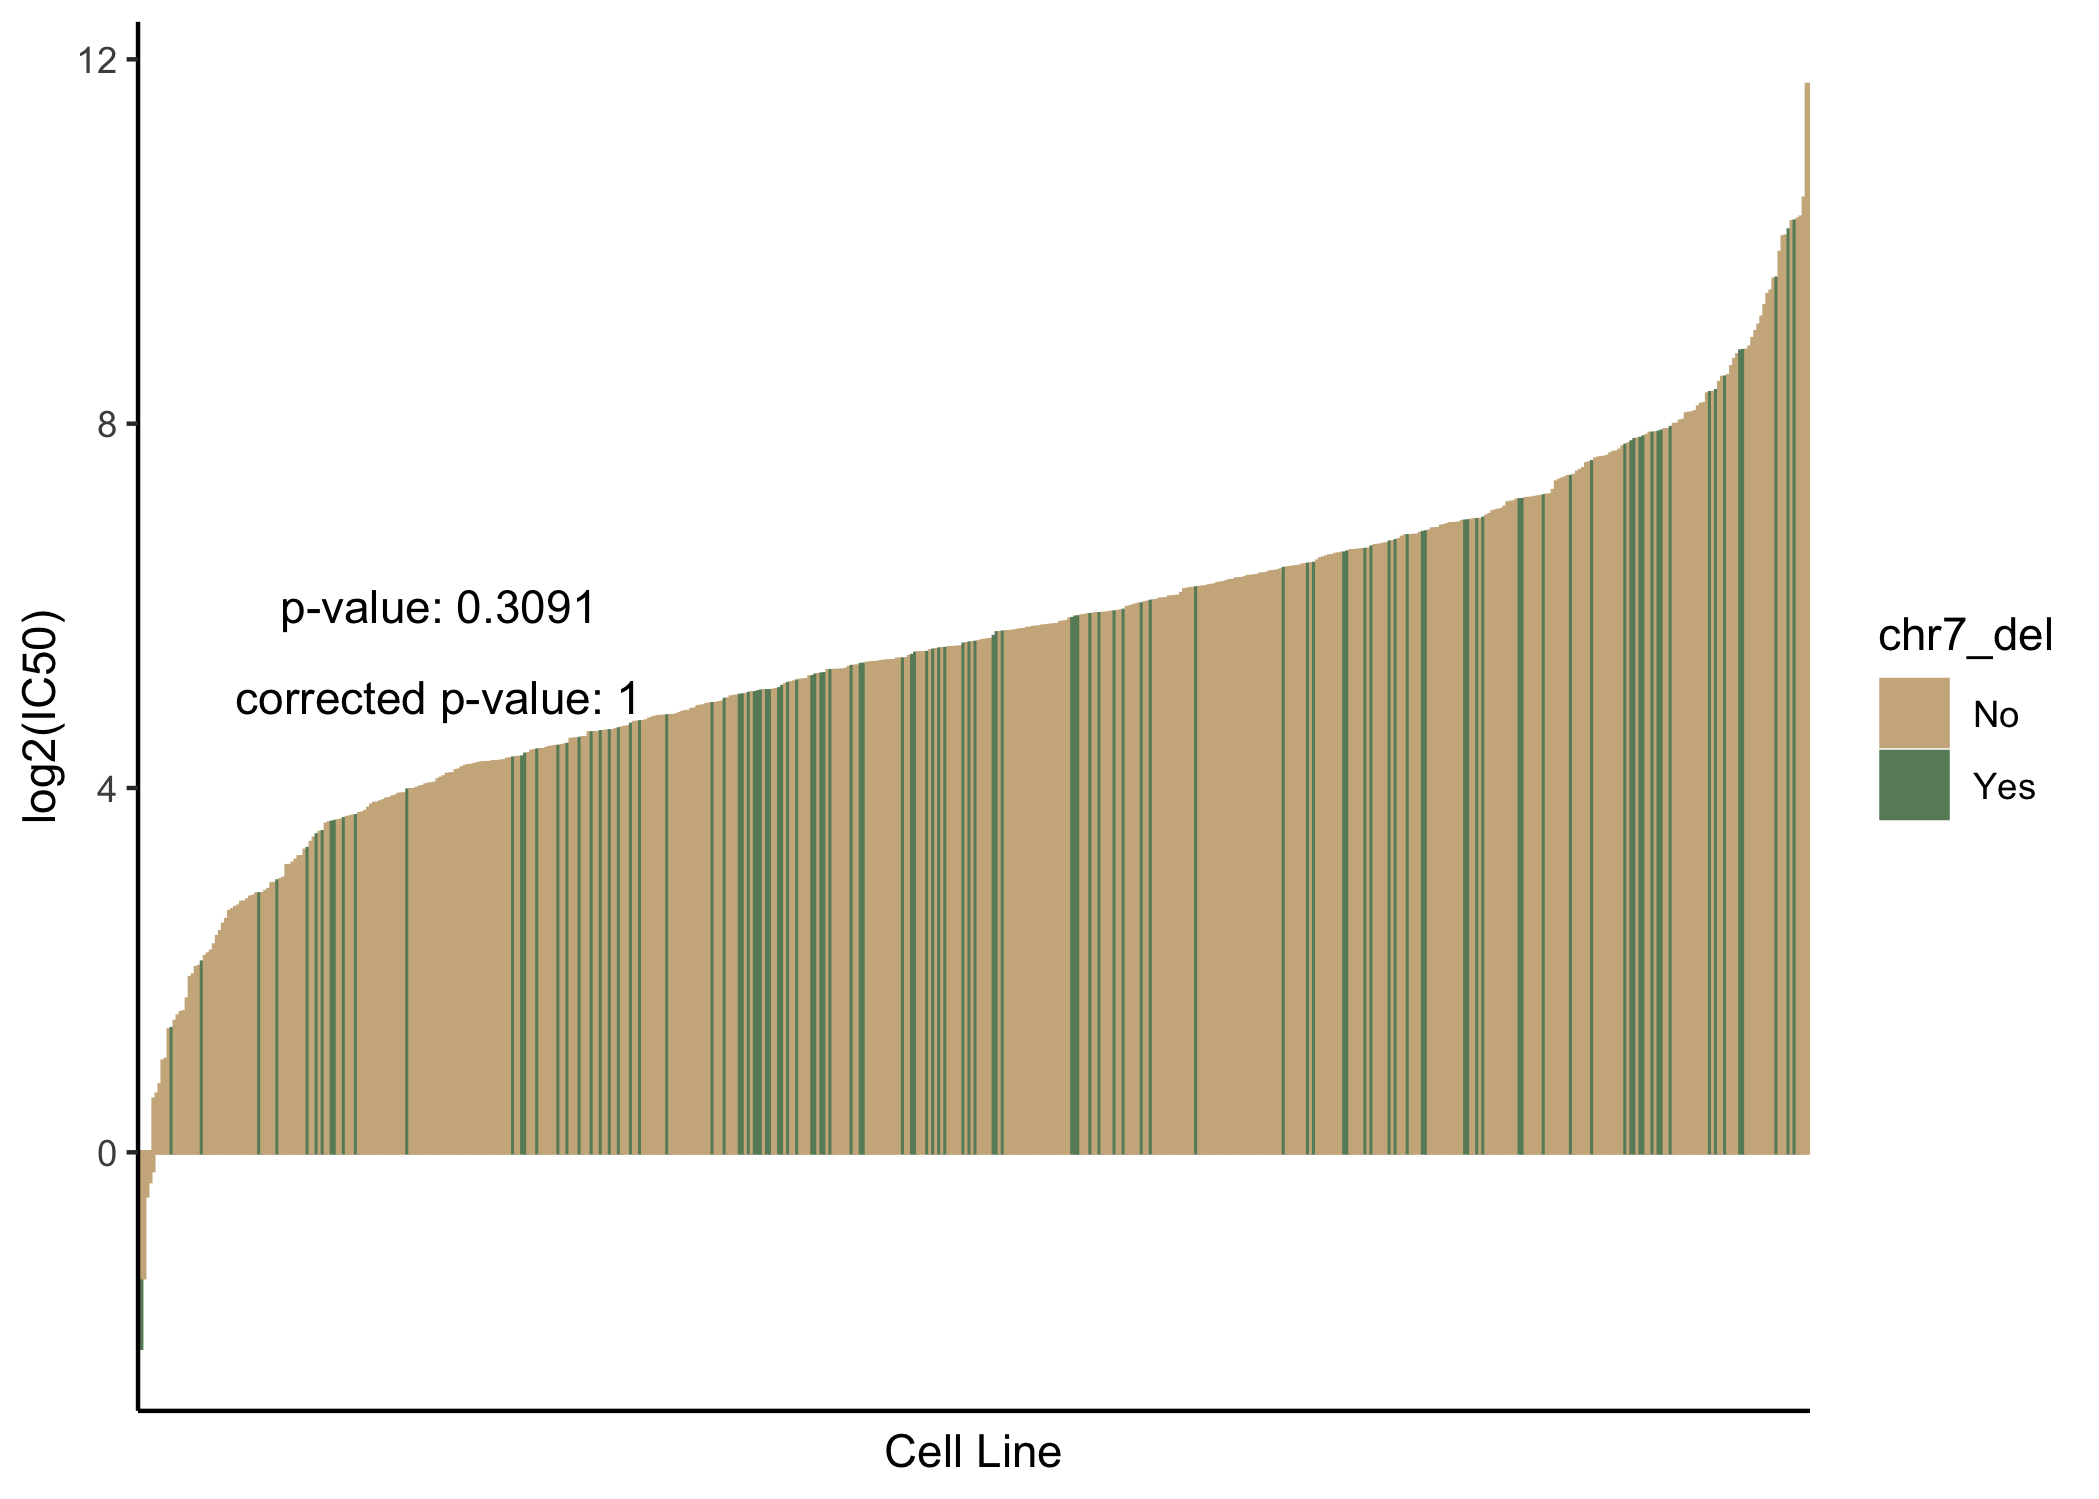 12
8
4
0
log2(IC50)
p-value: 0.3091
corrected p-value: 1
Cell Line
chr7_del
No
Yes